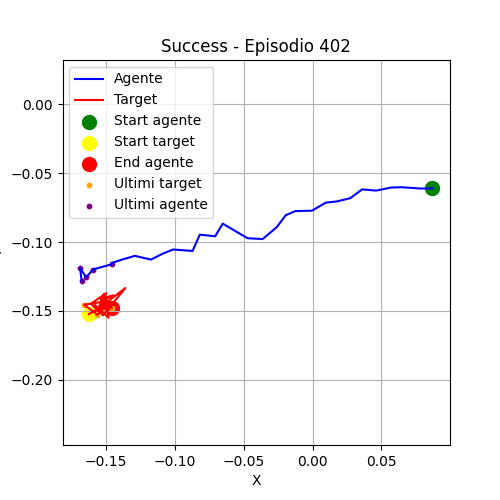 Success - Episodio 402
Agente
Target
Start agente
Start target
End agente
Ultimi target
Ultimi agente
0.00
−0.05
−0.10
−0.15
−0.20
−0.15
−0.10
−0.05
0.00
0.05
X